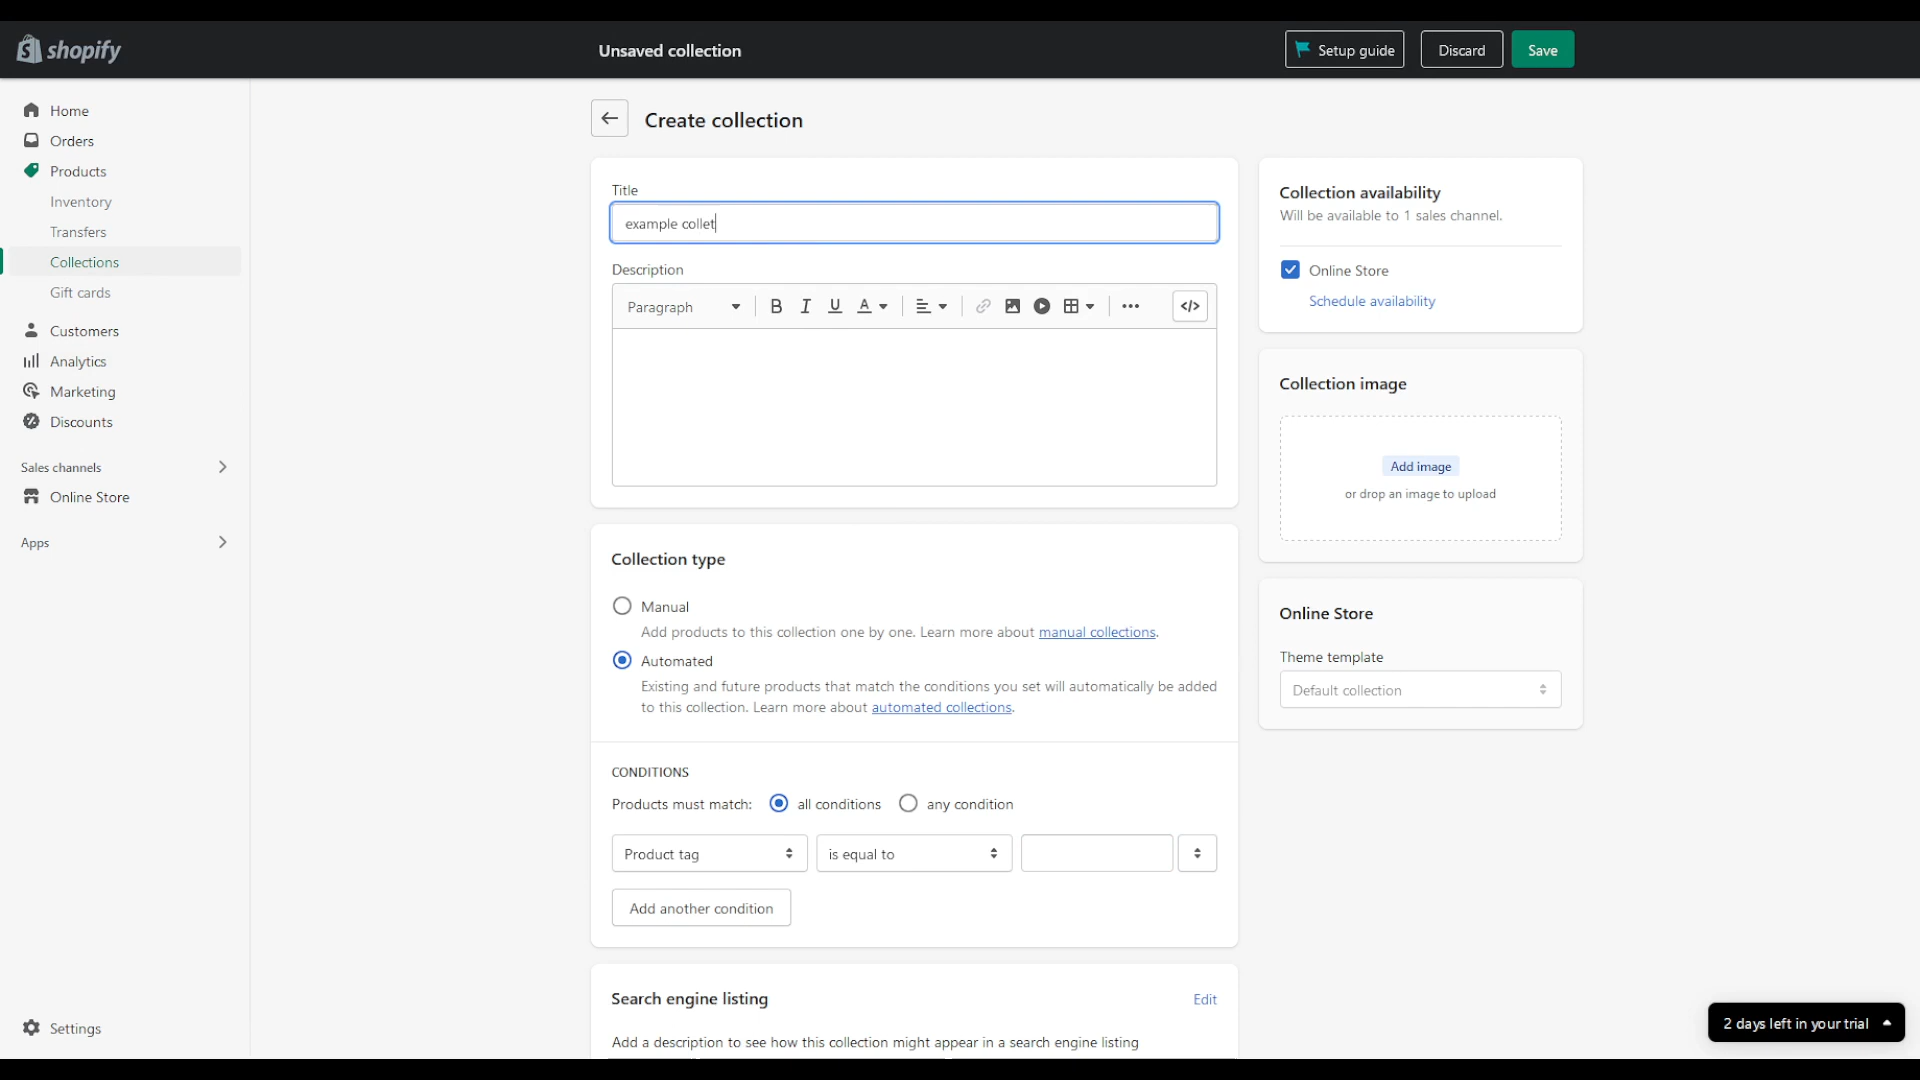 shopify
Unsaved collection
Setup guide
Discard
Save
Home
Orders
Products
Inventory
Transfers
Collections
Gift cards
Customers
Analytics
Marketing
Discounts
Sales channels
Online Store
Apps
Settings
Create collection
Title
example collet
Description
Paragraph
B I U A
</>
Collection type
Manual
Add products to this collection one by one. Learn more about manual collections.
Automated
Existing and future products that match the conditions you set will automatically be added
to this collection. Learn more about automated collections.
CONDITIONS
Products must match: all conditions any condition
Product tag
is equal to
Add another condition
Search engine listing
Edit
Add a description to see how this collection might appear in a search engine listing
Collection availability
Will be available to 1 sales channel.
Online Store
Schedule availability
Collection image
Add image
or drop an image to upload
Online Store
Theme template
Default collection
2 days left in your trial